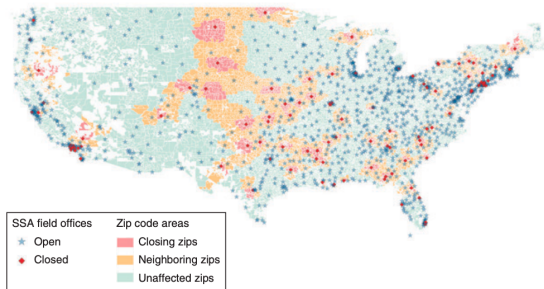 SSA field offices
Open
Closed
Zip code areas
Closing zips
Neighboring zips
Unaffected zips